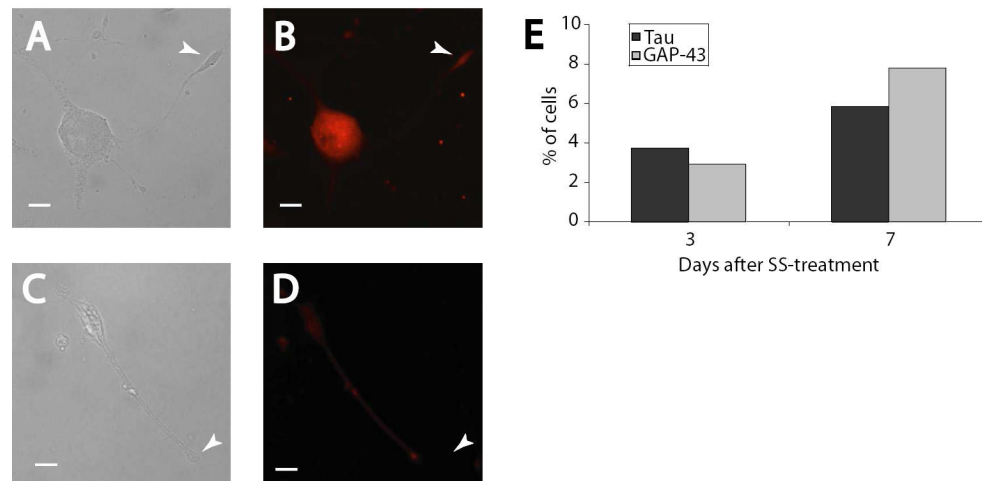 A
B
E
10
8
6
4
2
0
% of cells
Tau
GAP-43
3
7
Days after SS-treatment
C
D